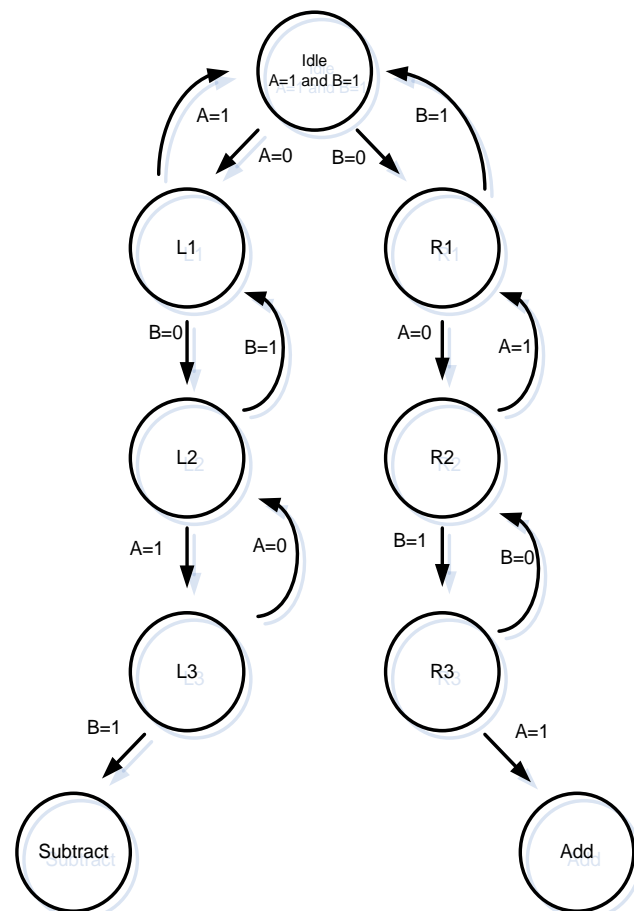 Idle
A=1 and B=1
A=1
B=1
A=0
B=0
L1
R1
B=0
B=1
A=0
A=1
L2
R2
A=1
A=0
B=1
B=0
L3
R3
B=1
A=1
Subtract
Add